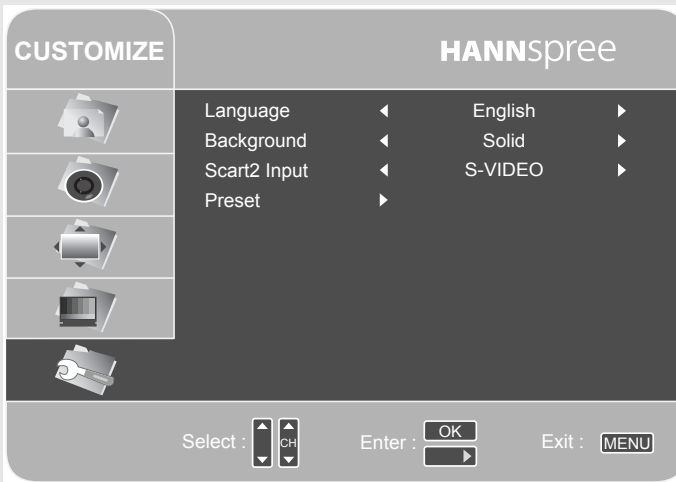 CUSTOMIZE
HANNspree
Language English
Background Solid
Scart2 Input S-VIDEO
Preset
Select : CH Enter : OK Exit : MENU